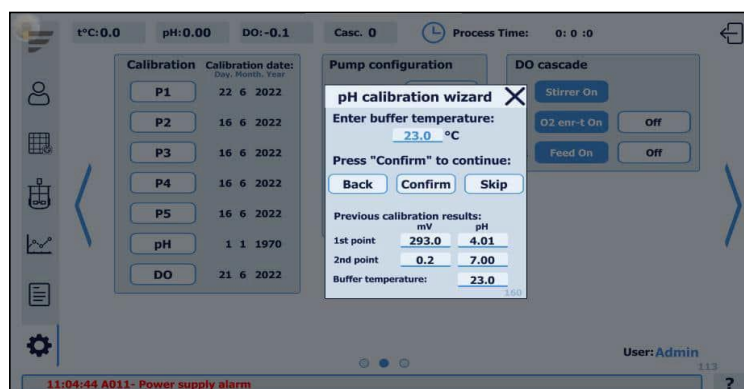 t°C:0.0 pH:0.00 DO:-0.1 Casc. 0 Process Time: 0: 0 :0
Calibration Calibration date:
Day. Month. Year
P1 22 6 2022
P2 16 6 2022
P3 16 6 2022
P4 16 6 2022
P5 16 6 2022
pH 1 1 1970
DO 21 6 2022
Pump configuration
pH calibration wizard X
Enter buffer temperature:
23.0 °C
Press "Confirm" to continue:
Back Confirm Skip
Previous calibration results:
mV pH
1st point 293.0 4.01
2nd point 0.2 7.00
Buffer temperature: 23.0
160
DO cascade
Stirrer On
O2 enr-t On Off
Feed On Off
User: Admin
113
11:04:44 A011- Power supply alarm ?